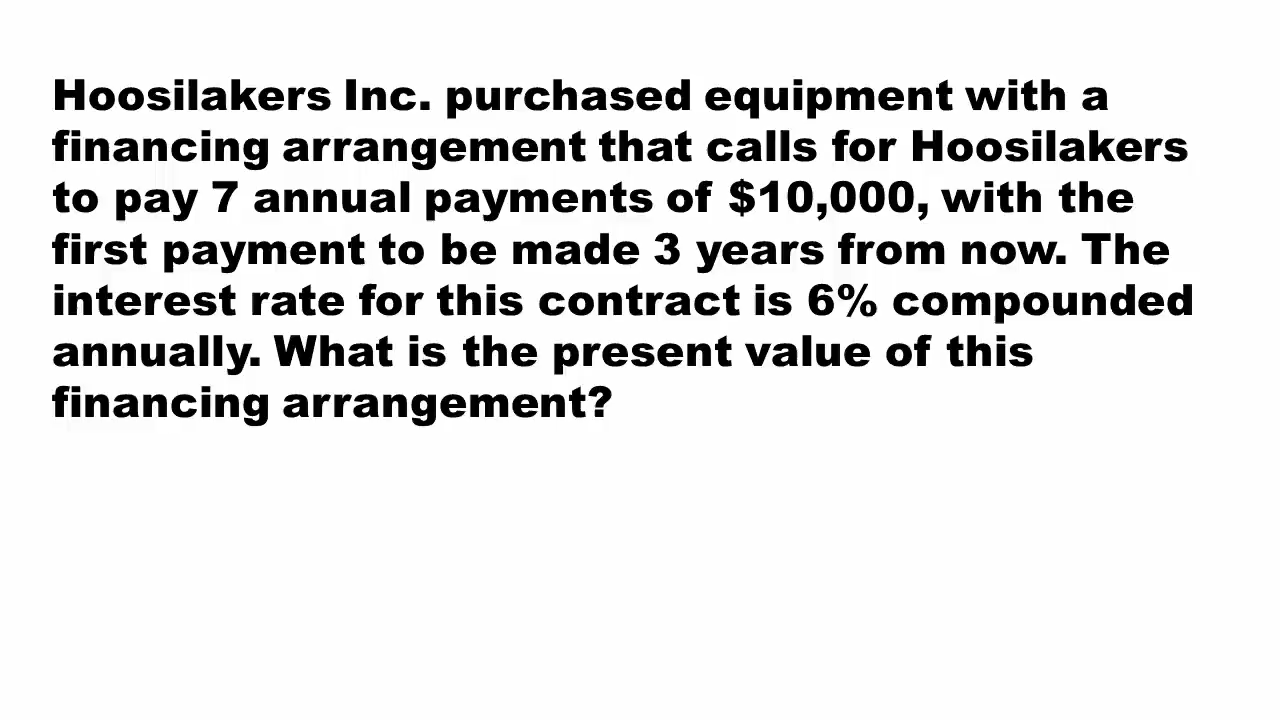 Hoosilakers Inc. purchased equipment with a
financing arrangement that calls for Hoosilakers
to pay 7 annual payments of $10,000, with the
first payment to be made 3 years from now. The
interest rate for this contract is 6% compounded
annually. What is the present value of this
financing arrangement?